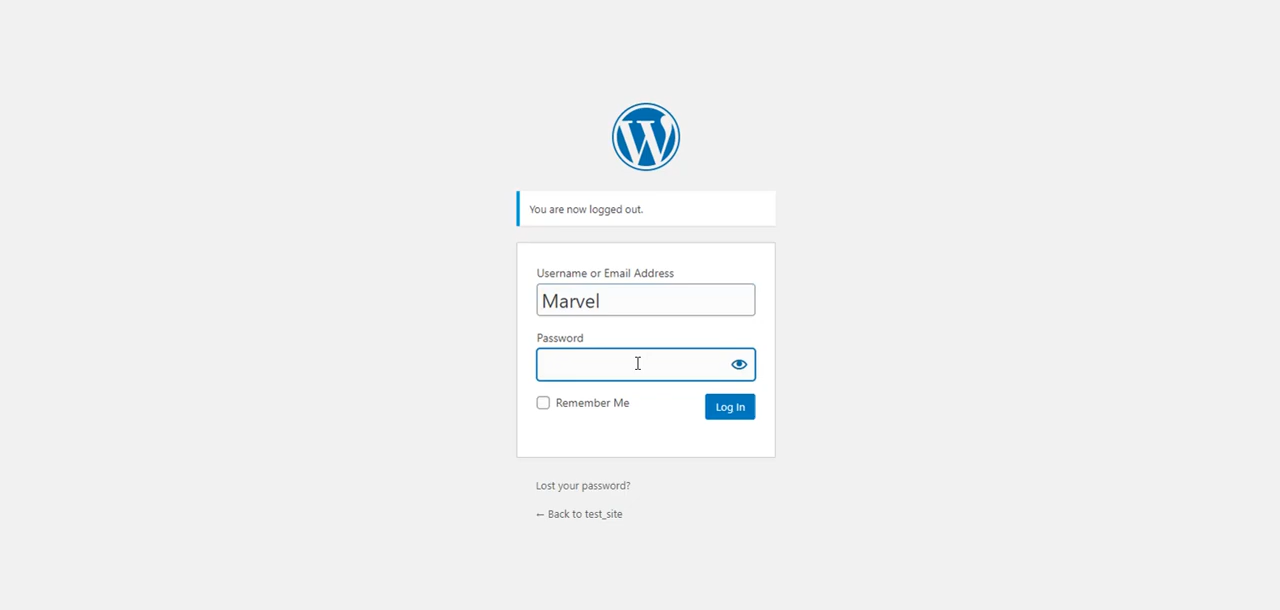 You are now logged out.
Username or Email Address
Marvel
Password
Remember Me
Log In
Lost your password?
← Back to test_site